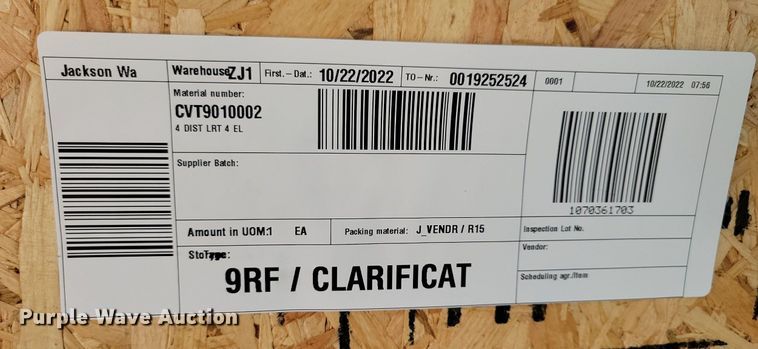 Jackson Wa Warehouse ZJ1 First.-Dat.: 10/22/2022 TO-Nr.: 0019252524 0001 10/22/2022 07:56
Material number:
CVT9010002
4 DIST LRT 4 EL
Supplier Batch:
1070361703
Amount in UOM:1 EA Packing material: J_VENDR / R15 Inspection Lot No.
Vendor:
9RF / CLARIFICAT
Scheduling agr./Item
Purple Wave Auction